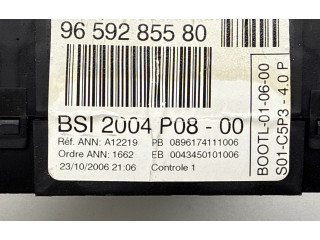 96 592 855 80
BSI 2004 P08 - 00
Réf. ANN: A12219 PB 0896174111006
Ordre ANN: 1662 EB 0043450101006
23/10/2006 21:06 Controle 1
BOOTL-01-06-00
S01-C5P3 - 4.0 P